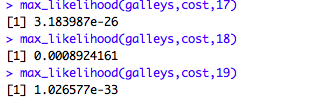 > max_likelihood(galleys,cost,17)
[1] 3.183987e-26
> max_likelihood(galleys,cost,18)
[1] 0.0008924161
> max_likelihood(galleys,cost,19)
[1] 1.026577e-33